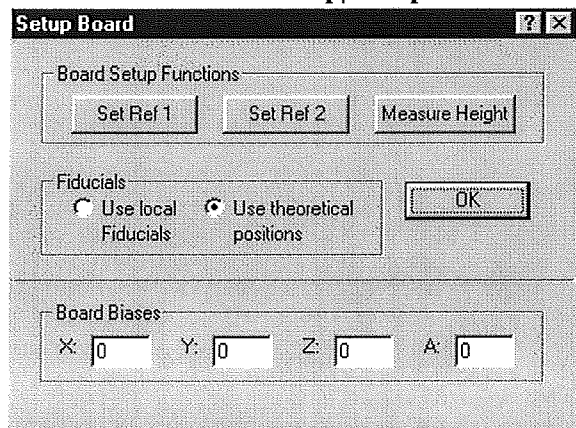 Setup Board ? ×
Board Setup Functions
Set Ref 1 Set Ref 2 Measure Height
Fiducials
Use local Fiducials
Use theoretical positions
OK
Board Biases
X: 0 Y: 0 Z: 0 A: 0